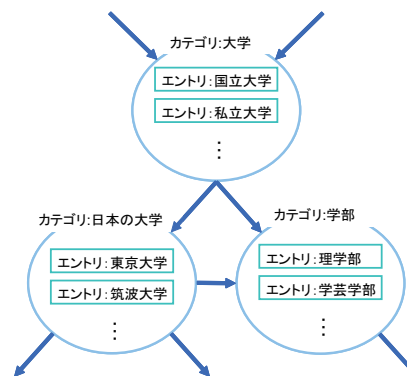 カテゴリ:大学
エントリ:国立大学
エントリ:私立大学
⋮
カテゴリ:日本の大学
エントリ:東京大学
エントリ:筑波大学
⋮
カテゴリ:学部
エントリ:理学部
エントリ:学芸学部
⋮